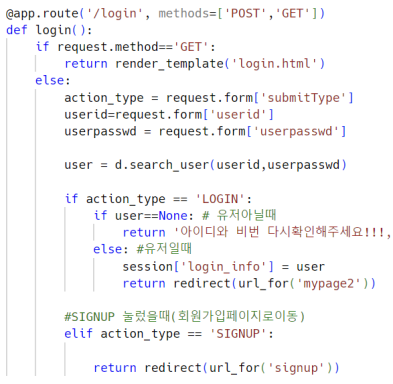 @app.route('/login', methods=['POST','GET'])
def login():
    if request.method=='GET':
        return render_template('login.html')
    else:
        action_type = request.form['submitType']
        userid=request.form['userid']
        userpasswd = request.form['userpasswd']
        user = d.search_user(userid,userpasswd)
        if action_type == 'LOGIN':
            if user==None: # 유저아닐때
                return '아이디와 비번 다시확인해주세요!!!,
            else: #유저일때
                session['login_info'] = user
                return redirect(url_for('mypage2'))
        #SIGNUP 눌렀을때(회원가입페이지로이동)
        elif action_type == 'SIGNUP':
            return redirect(url_for('signup'))